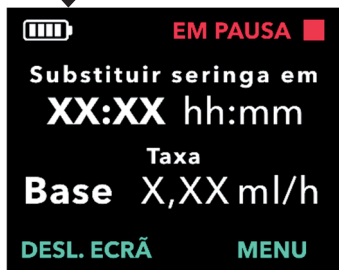 EM PAUSA
Substituir seringa em
XX:XX hh:mm
Taxa
Base X,XX ml/h
DESL. ECRÃ MENU